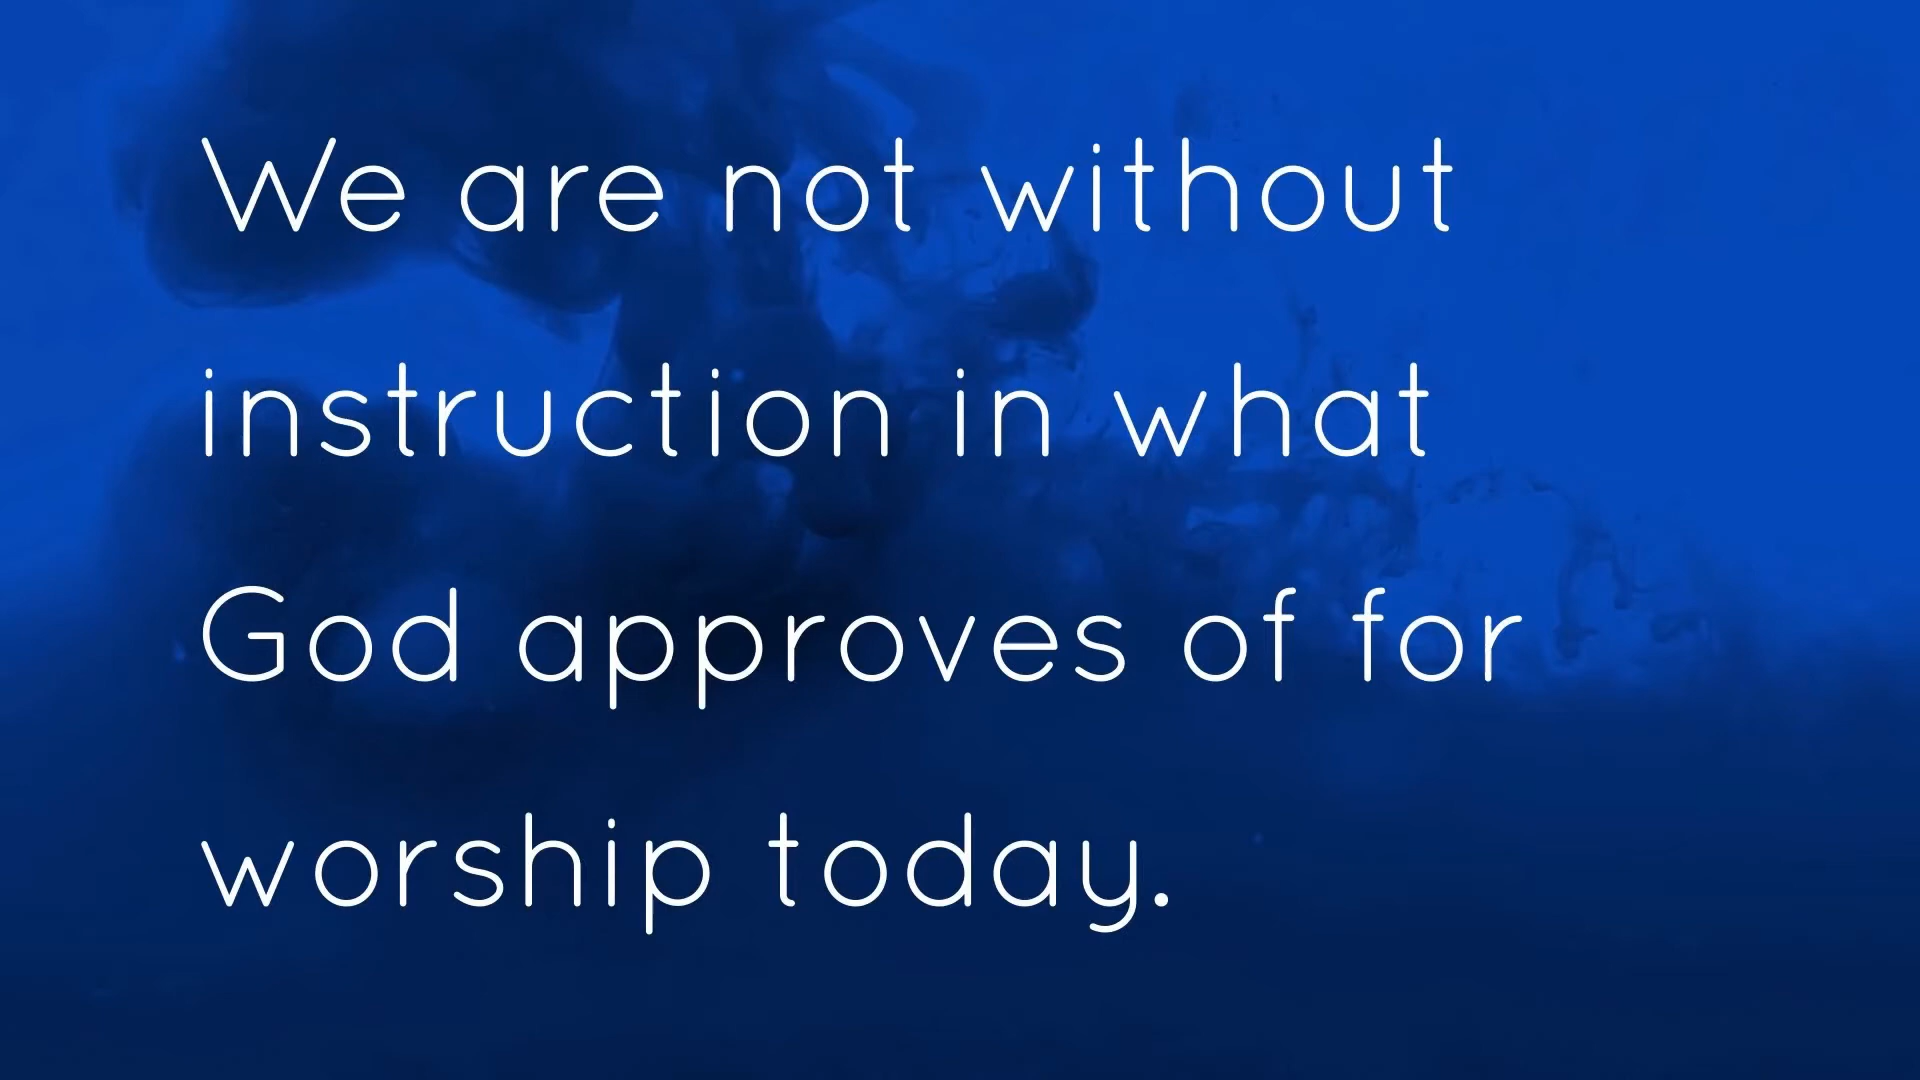 We are not without
instruction in what
God approves of for
worship today.